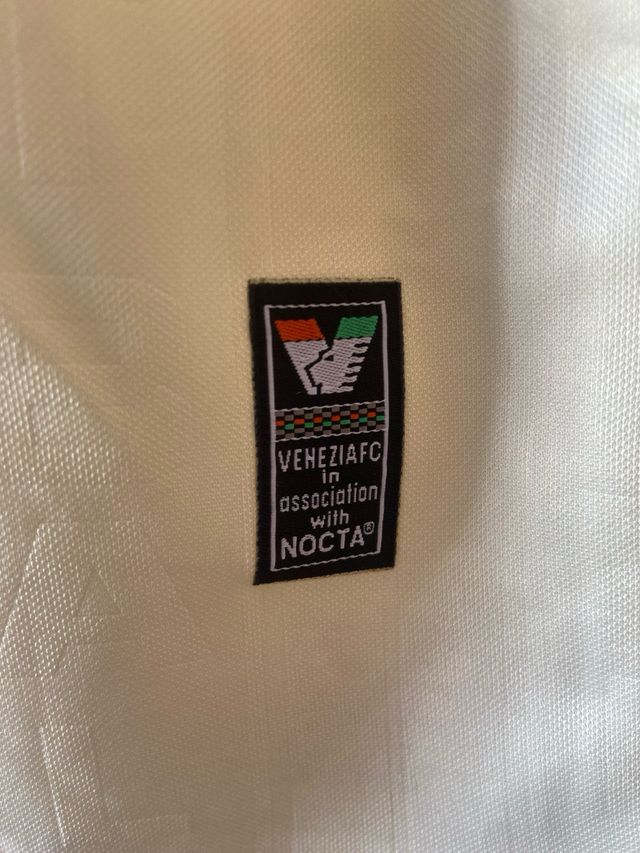 VENEZIAFC
in
association
with
NOCTA®